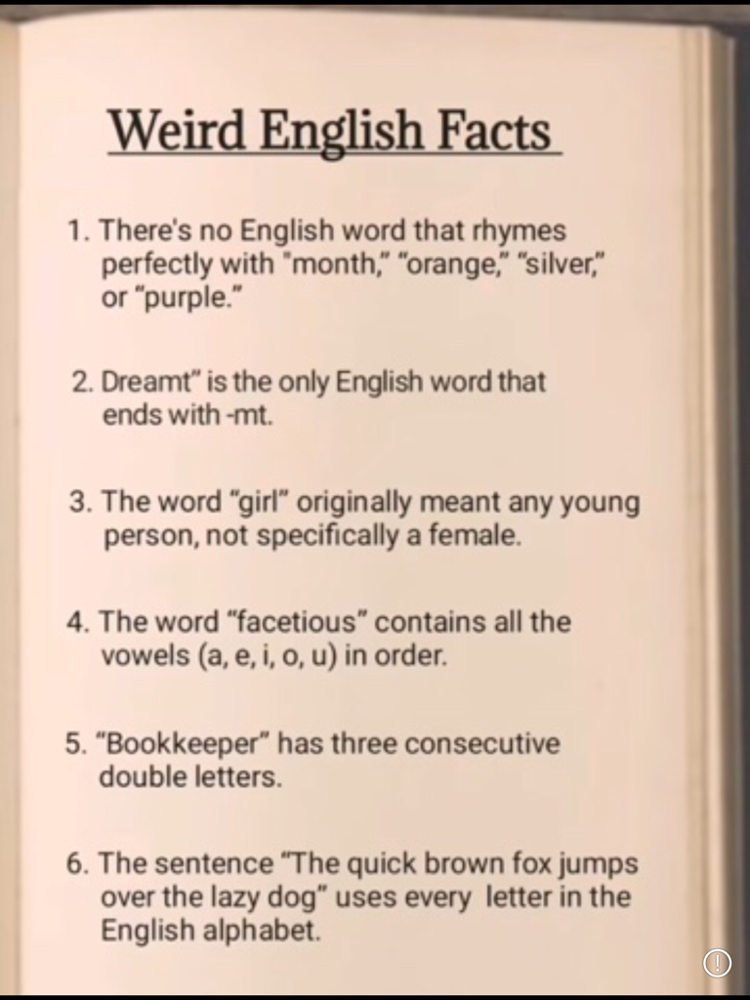 Weird English Facts
1. There's no English word that rhymes
perfectly with "month,” “orange,” “silver,”
or “purple.”
2. Dreamt” is the only English word that
ends with -mt.
3. The word “girl” originally meant any young
person, not specifically a female.
4. The word “facetious” contains all the
vowels (a, e, i, o, u) in order.
5. “Bookkeeper” has three consecutive
double letters.
6. The sentence “The quick brown fox jumps
over the lazy dog” uses every letter in the
English alphabet.